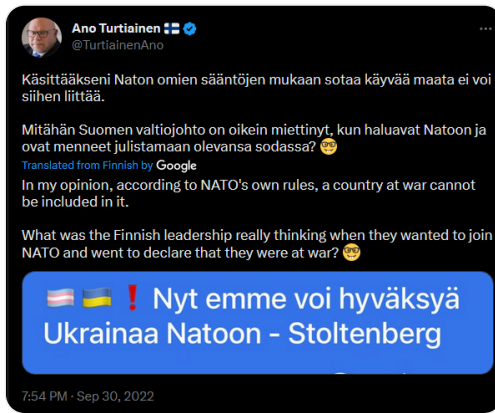 Ano Turtiainen
@TurtiainenAno
Käsittääkseni Naton omien sääntöjen mukaan sotaa käyvää maata ei voi
siihen liittää.
Mitähän Suomen valtiojohto on oikein miettinyt, kun haluavat Natoon ja
ovat menneet julistamaan olevansa sodassa? 🤓
Translated from Finnish by Google
In my opinion, according to NATO's own rules, a country at war cannot
be included in it.
What was the Finnish leadership really thinking when they wanted to join
NATO and went to declare that they were at war? 🤓
❗ Nyt emme voi hyväksyä
Ukrainaa Natoon - Stoltenberg
7:54 PM · Sep 30, 2022